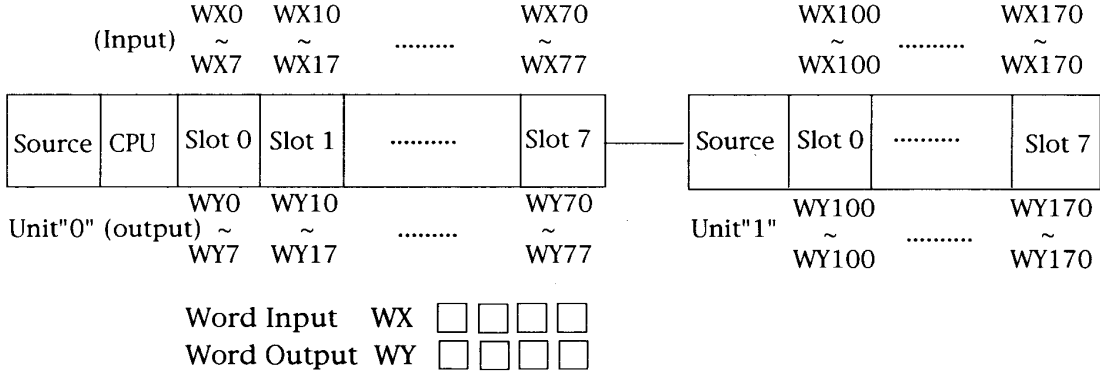 WX0 WX10 WX70 WX100 WX170
(Input) ~ ~ ......... ~ ~ .......... ~
WX7 WX17 WX77 WX100 WX170
Source CPU Slot 0 Slot 1 .......... Slot 7 Source Slot 0 .......... Slot 7
WY0 WY10 WY70 WY100 WY170
Unit"0" (output) ~ ~ ......... ~ Unit"1" ~ .......... ~
WY7 WY17 WY77 WY100 WY170
Word Input WX
Word Output WY